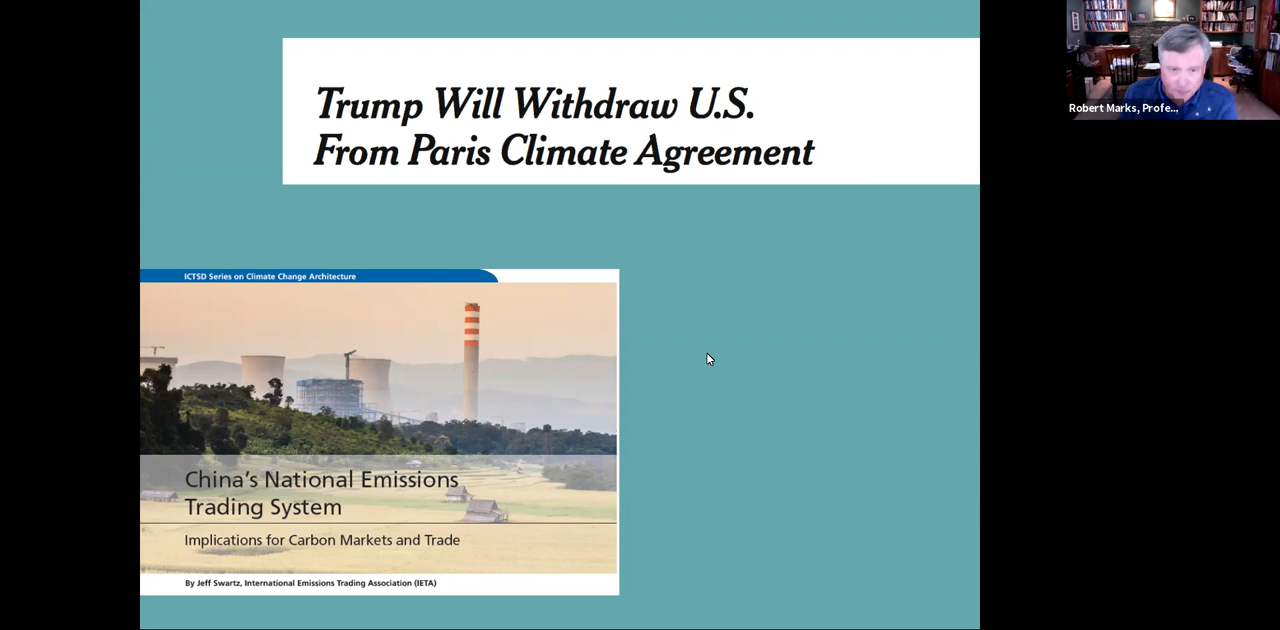 Trump Will Withdraw U.S.
From Paris Climate Agreement
Robert Marks, Profe...
ICTSD Series on Climate Change Architecture
China's National Emissions
Trading System
Implications for Carbon Markets and Trade
By Jeff Swartz, International Emissions Trading Association (IETA)